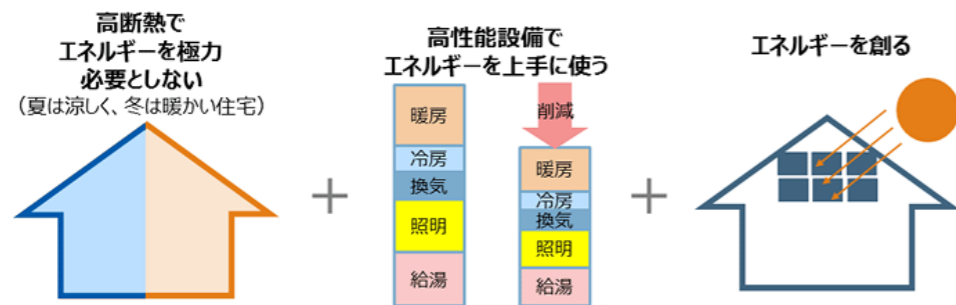 高断熱で
エネルギーを極力
必要としない
（夏は涼しく、冬は暖かい住宅）
+
高性能設備で
エネルギーを上手に使う
暖房
冷房
換気
照明
給湯
削減
暖房
冷房
換気
照明
給湯
+
エネルギーを創る